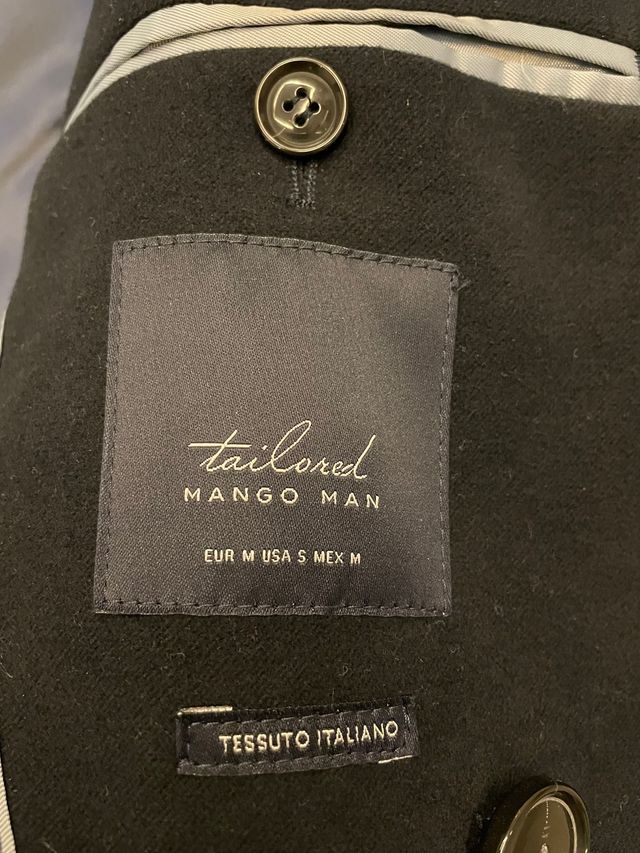 tailored
MANGO MAN
EUR M USA S MEX M
TESSUTO ITALIANO